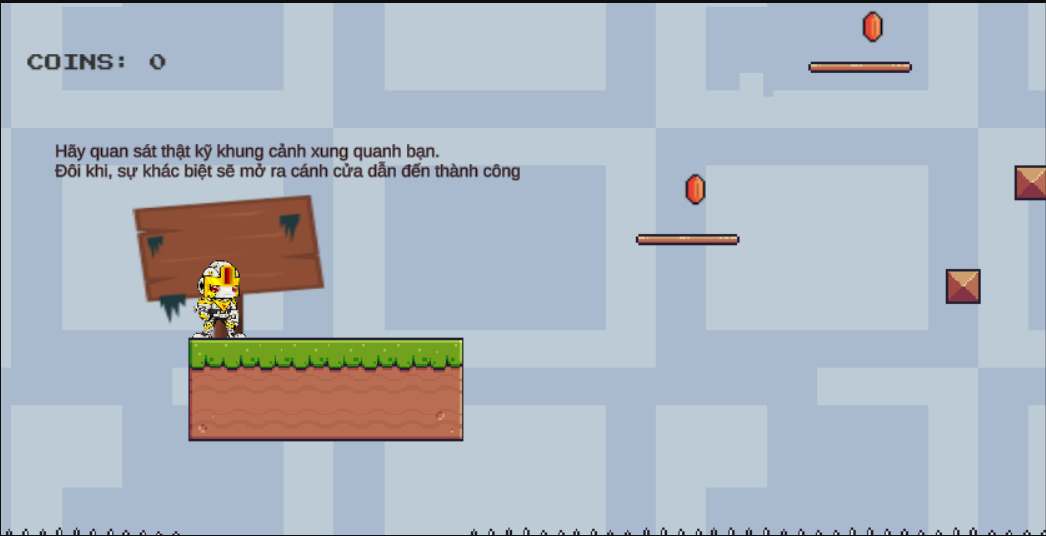 COINS: 0
Hãy quan sát thật kỹ khung cảnh xung quanh bạn.
Đôi khi, sự khác biệt sẽ mở ra cánh cửa dẫn đến thành công